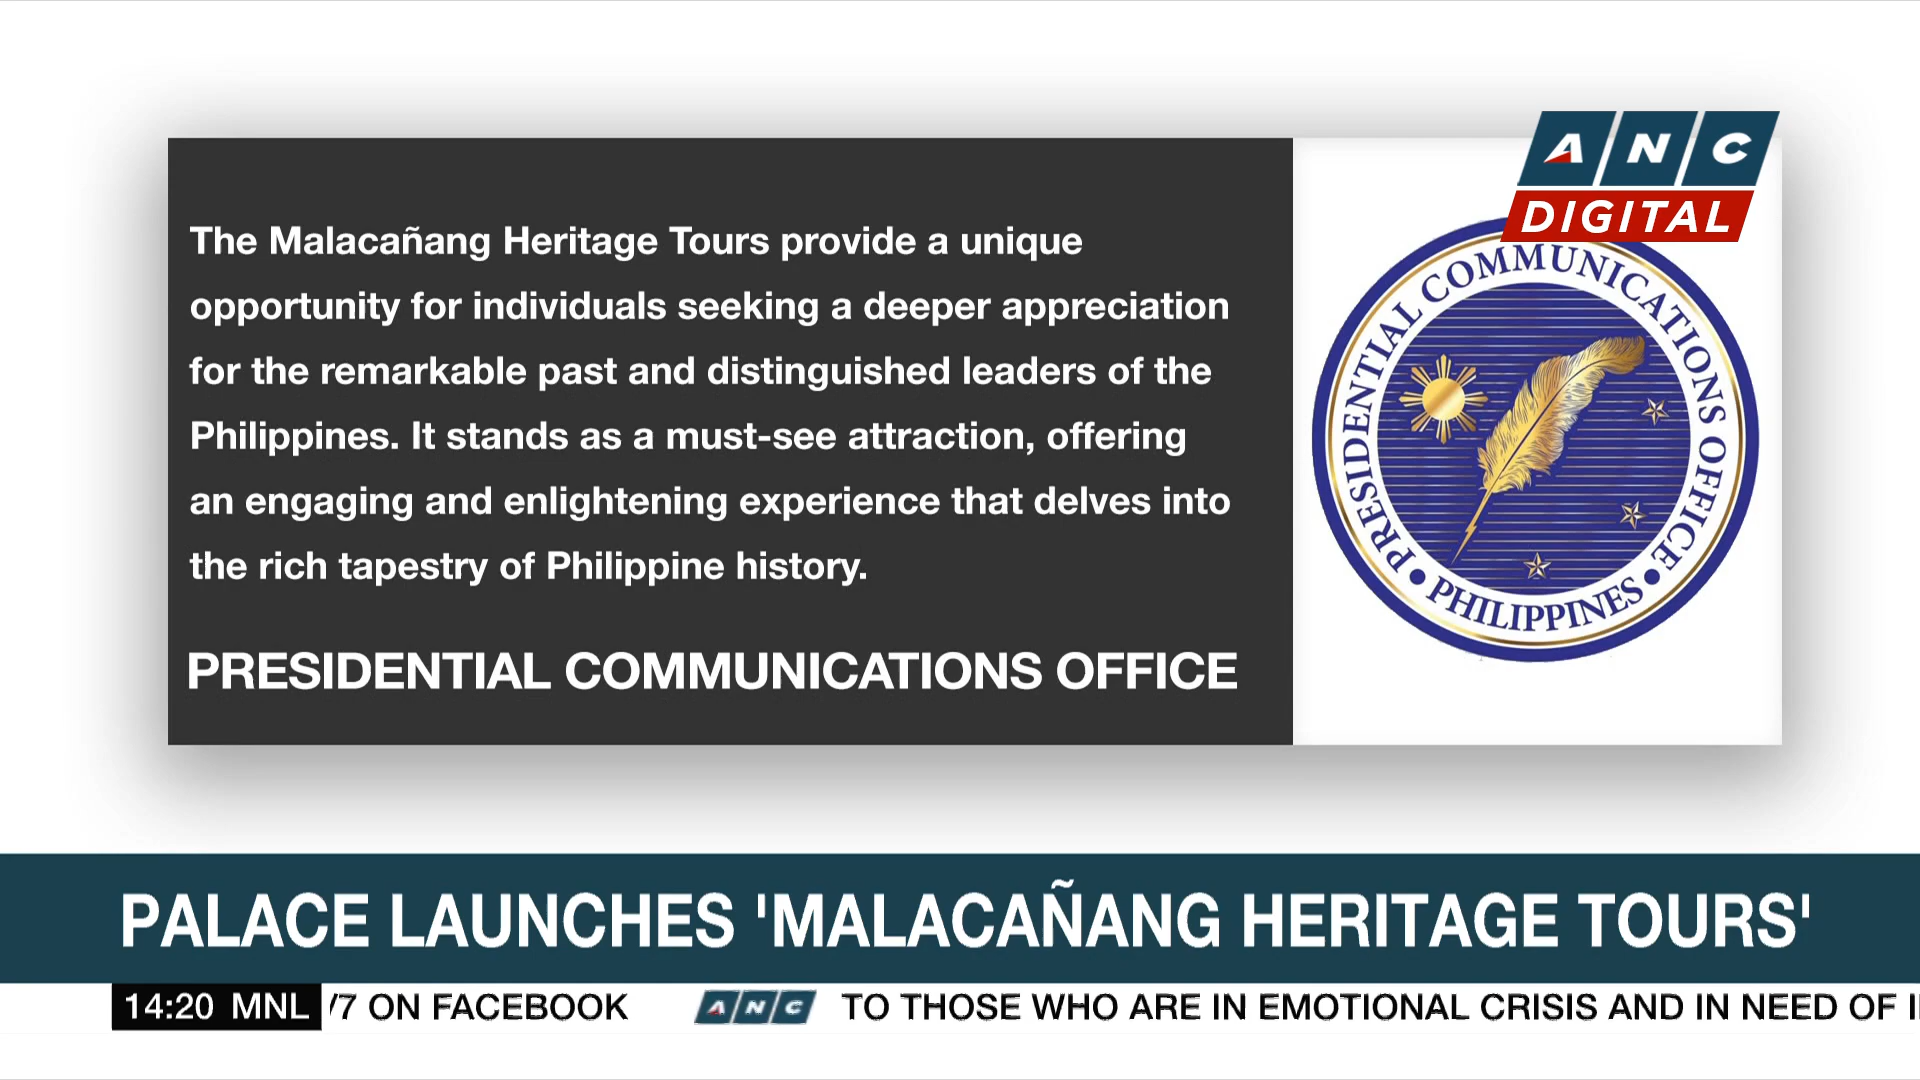 ANC
DIGITAL
The Malacañang Heritage Tours provide a unique
opportunity for individuals seeking a deeper appreciation
for the remarkable past and distinguished leaders of the
Philippines. It stands as a must-see attraction, offering
an engaging and enlightening experience that delves into
the rich tapestry of Philippine history.
PRESIDENTIAL COMMUNICATIONS OFFICE
PRESIDENTIAL COMMUNICATIONS OFFICE
PHILIPPINES
PALACE LAUNCHES 'MALACAÑANG HERITAGE TOURS'
14:20 MNL /7 ON FACEBOOK ANC TO THOSE WHO ARE IN EMOTIONAL CRISIS AND IN NEED OF